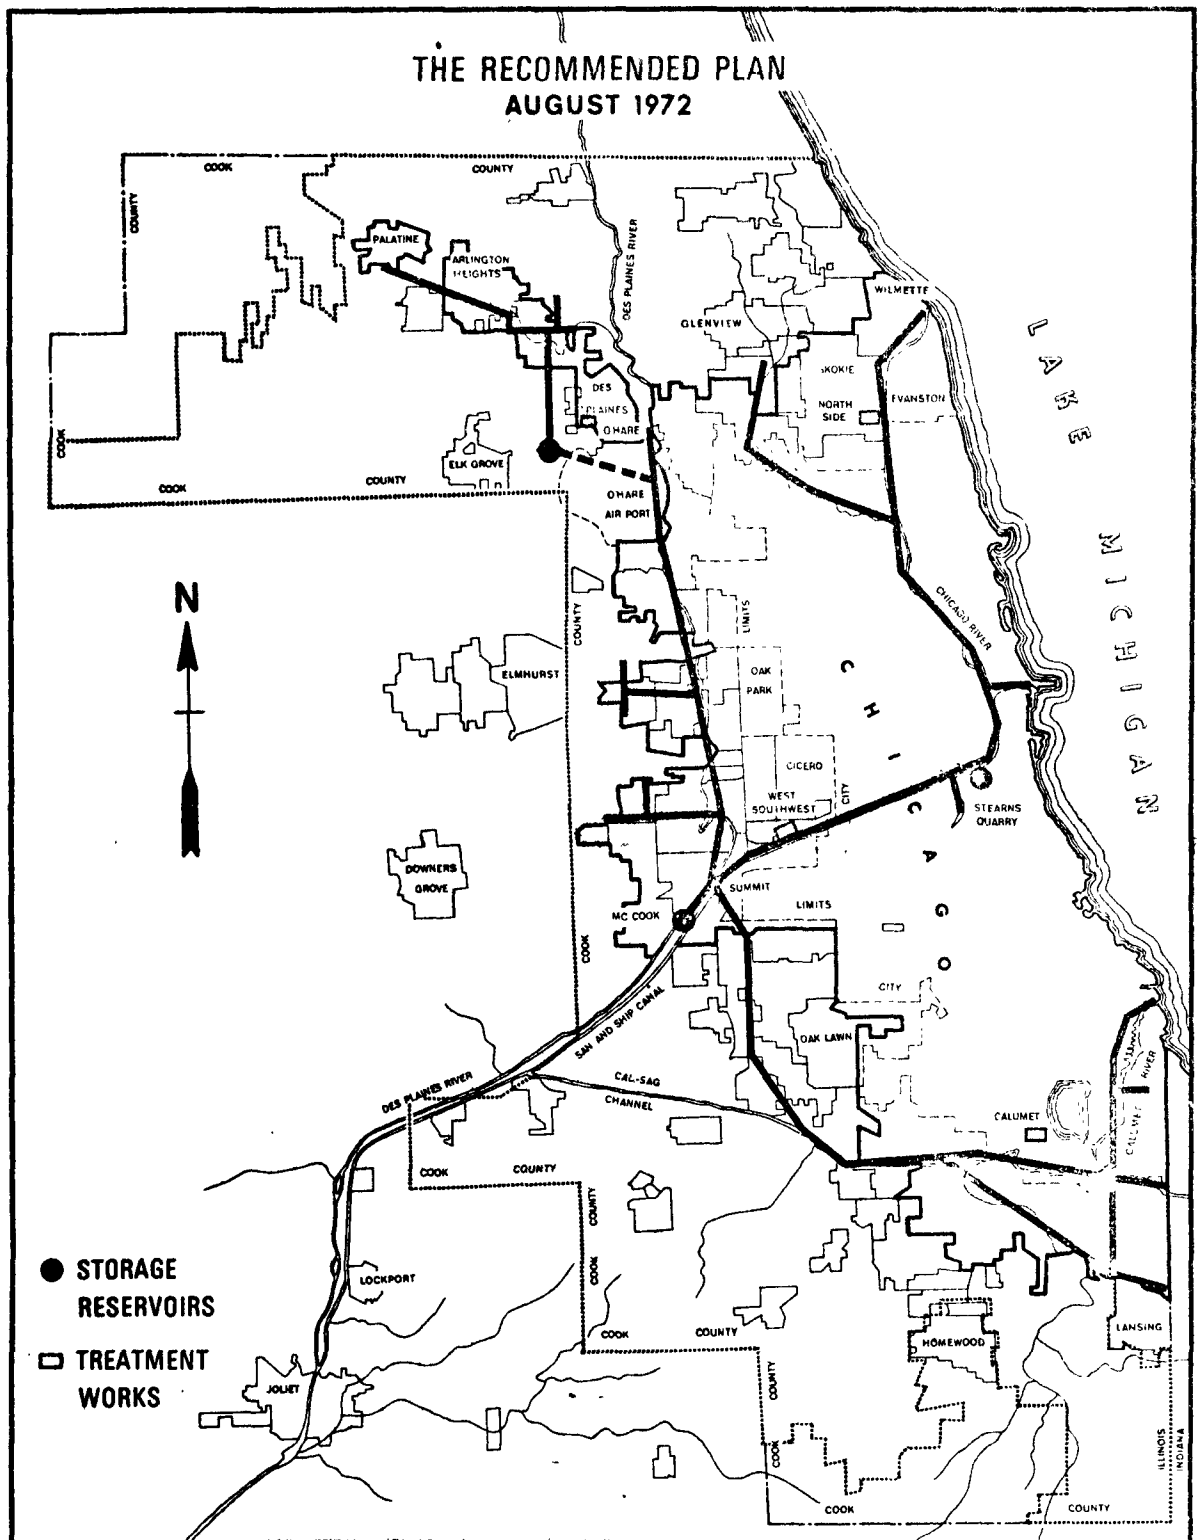 THE RECOMMENDED PLAN
AUGUST 1972
COOK
COUNTY
COUNTY
PALATINE
ARLINGTON
HEIGHTS
DES PLAINES RIVER
WILMETTE
GLENVIEW
SKOKIE
NORTH
SIDE
EVANSTON
LAKE
MICHIGAN
DES
PLAINES
O'HARE
COOK
ELK GROVE
COOK
COUNTY
O'HARE
AIR PORT
N
COUNTY
LIMITS
CHICAGO RIVER
ELMHURST
OAK
PARK
CHICAGO
CICERO
WEST
SOUTHWEST
CITY
STEARNS
QUARRY
DOWNERS
GROVE
SUMMIT
MC COOK
LIMITS
COOK
CITY
SAN AND SHIP CANAL
OAK LAWN
DES PLAINES RIVER
CAL-SAG
CHANNEL
CALUMET
CALUMET RIVER
COOK
COUNTY
COUNTY
COOK
STORAGE
RESERVOIRS
LOCKPORT
COOK
COUNTY
HOMEWOOD
LANSING
TREATMENT
WORKS
JOLIET
COUNTY
COOK
ILLINOIS
INDIANA
COOK
COUNTY